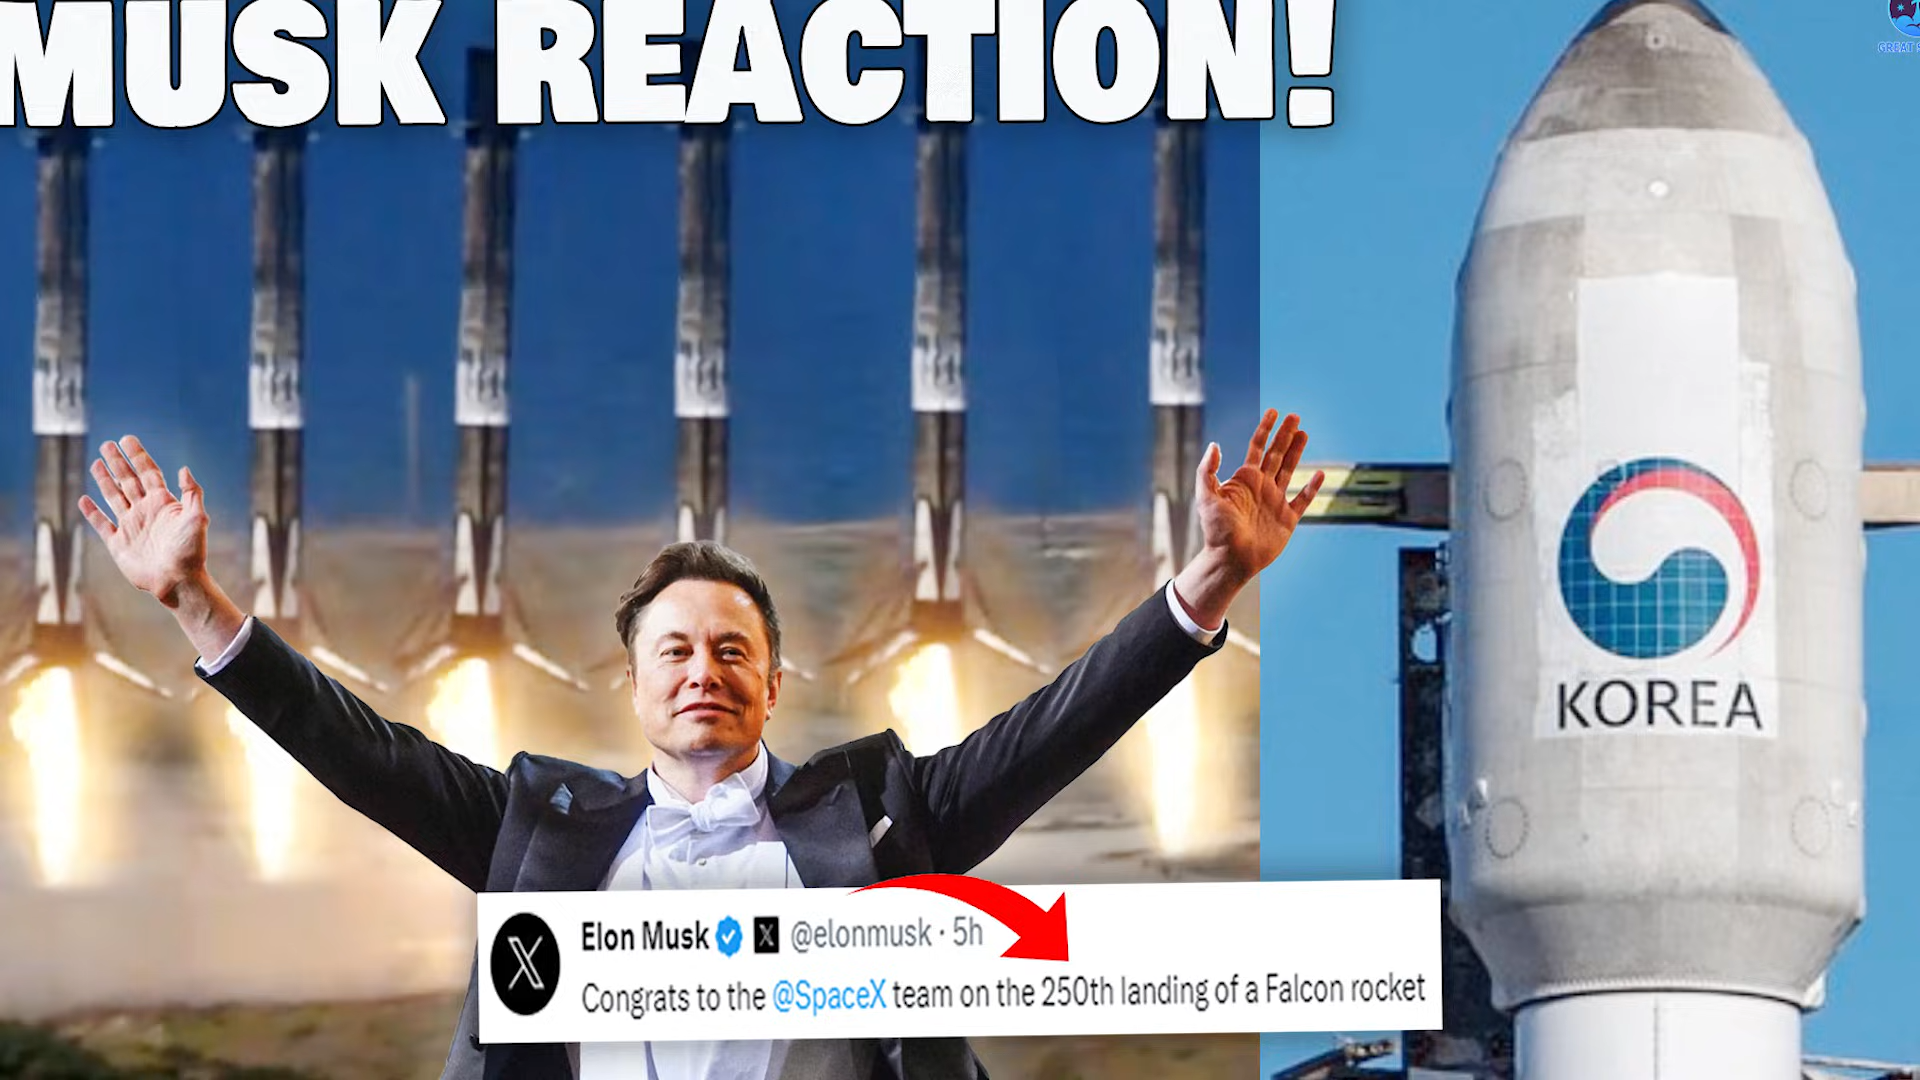 MUSK REACTION!
GREAT
KOREA
Elon Musk @elonmusk · 5h
Congrats to the @SpaceX team on the 250th landing of a Falcon rocket